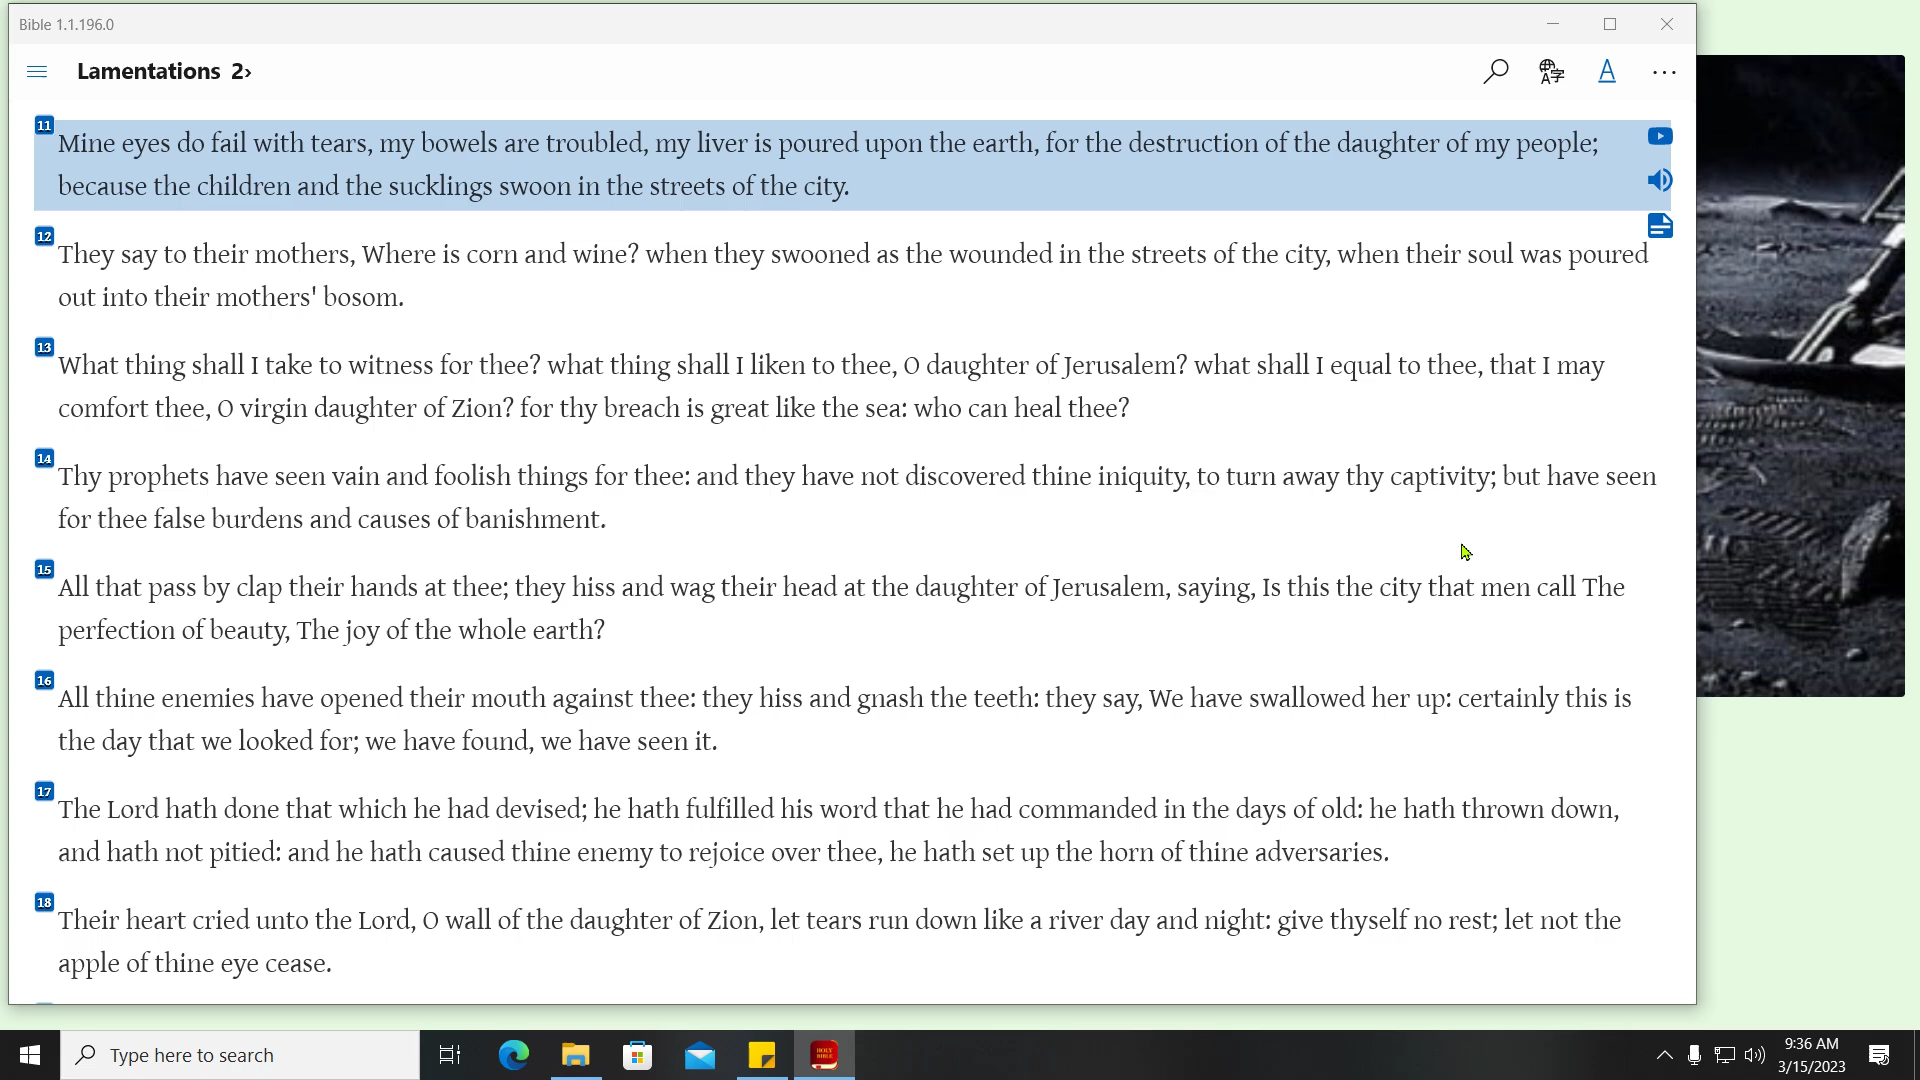 Bible 1.1.196.0
Lamentations 2›
11
Mine eyes do fail with tears, my bowels are troubled, my liver is poured upon the earth, for the destruction of the daughter of my people;
because the children and the sucklings swoon in the streets of the city.
12
They say to their mothers, Where is corn and wine? when they swooned as the wounded in the streets of the city, when their soul was poured
out into their mothers' bosom.
13
What thing shall I take to witness for thee? what thing shall I liken to thee, O daughter of Jerusalem? what shall I equal to thee, that I may
comfort thee, O virgin daughter of Zion? for thy breach is great like the sea: who can heal thee?
14
Thy prophets have seen vain and foolish things for thee: and they have not discovered thine iniquity, to turn away thy captivity; but have seen
for thee false burdens and causes of banishment.
15
All that pass by clap their hands at thee; they hiss and wag their head at the daughter of Jerusalem, saying, Is this the city that men call The
perfection of beauty, The joy of the whole earth?
16
All thine enemies have opened their mouth against thee: they hiss and gnash the teeth: they say, We have swallowed her up: certainly this is
the day that we looked for; we have found, we have seen it.
17
The Lord hath done that which he had devised; he hath fulfilled his word that he had commanded in the days of old: he hath thrown down,
and hath not pitied: and he hath caused thine enemy to rejoice over thee, he hath set up the horn of thine adversaries.
18
Their heart cried unto the Lord, O wall of the daughter of Zion, let tears run down like a river day and night: give thyself no rest; let not the
apple of thine eye cease.
Type here to search
HOLY
BIBLE
9:36 AM
3/15/2023